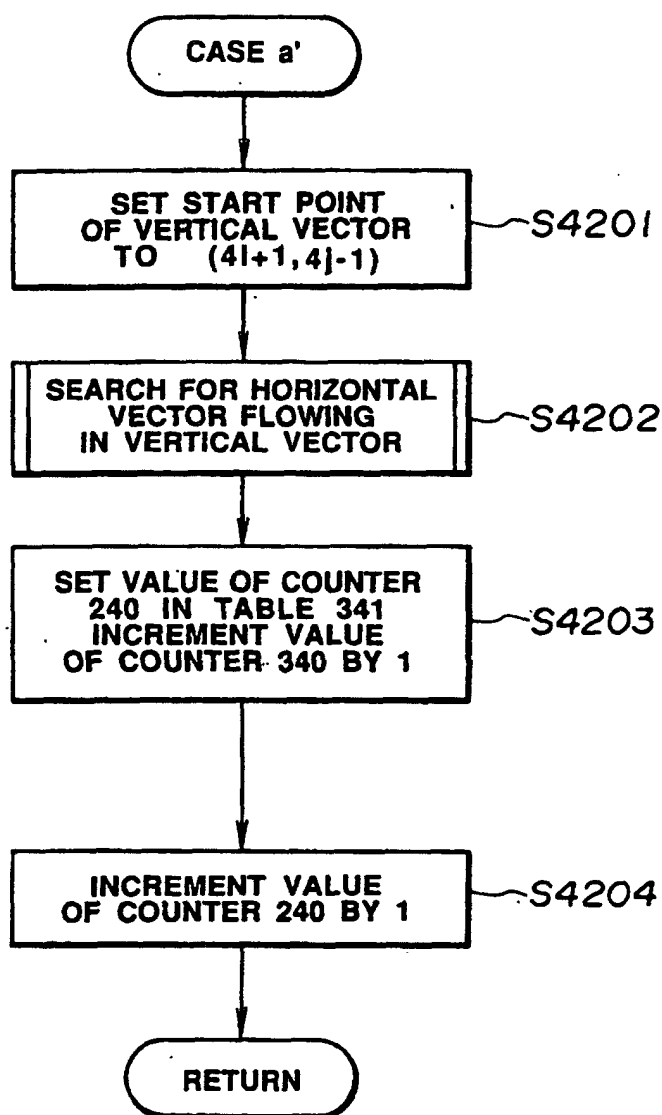 CASE a'
SET START POINT
OF VERTICAL VECTOR
TO (4i+1,4j-1)
S4201
SEARCH FOR HORIZONTAL
VECTOR FLOWING
IN VERTICAL VECTOR
S4202
SET VALUE OF COUNTER
240 IN TABLE 341
INCREMENT VALUE
OF COUNTER 340 BY 1
S4203
INCREMENT VALUE
OF COUNTER 240 BY 1
S4204
RETURN